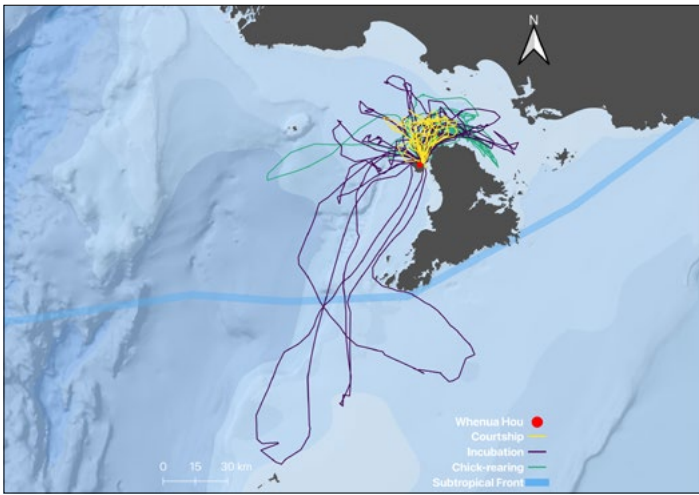 N
Whenua Hou
Courtship
Incubation
Chick-rearing
Subtropical Front
0 15 30 km